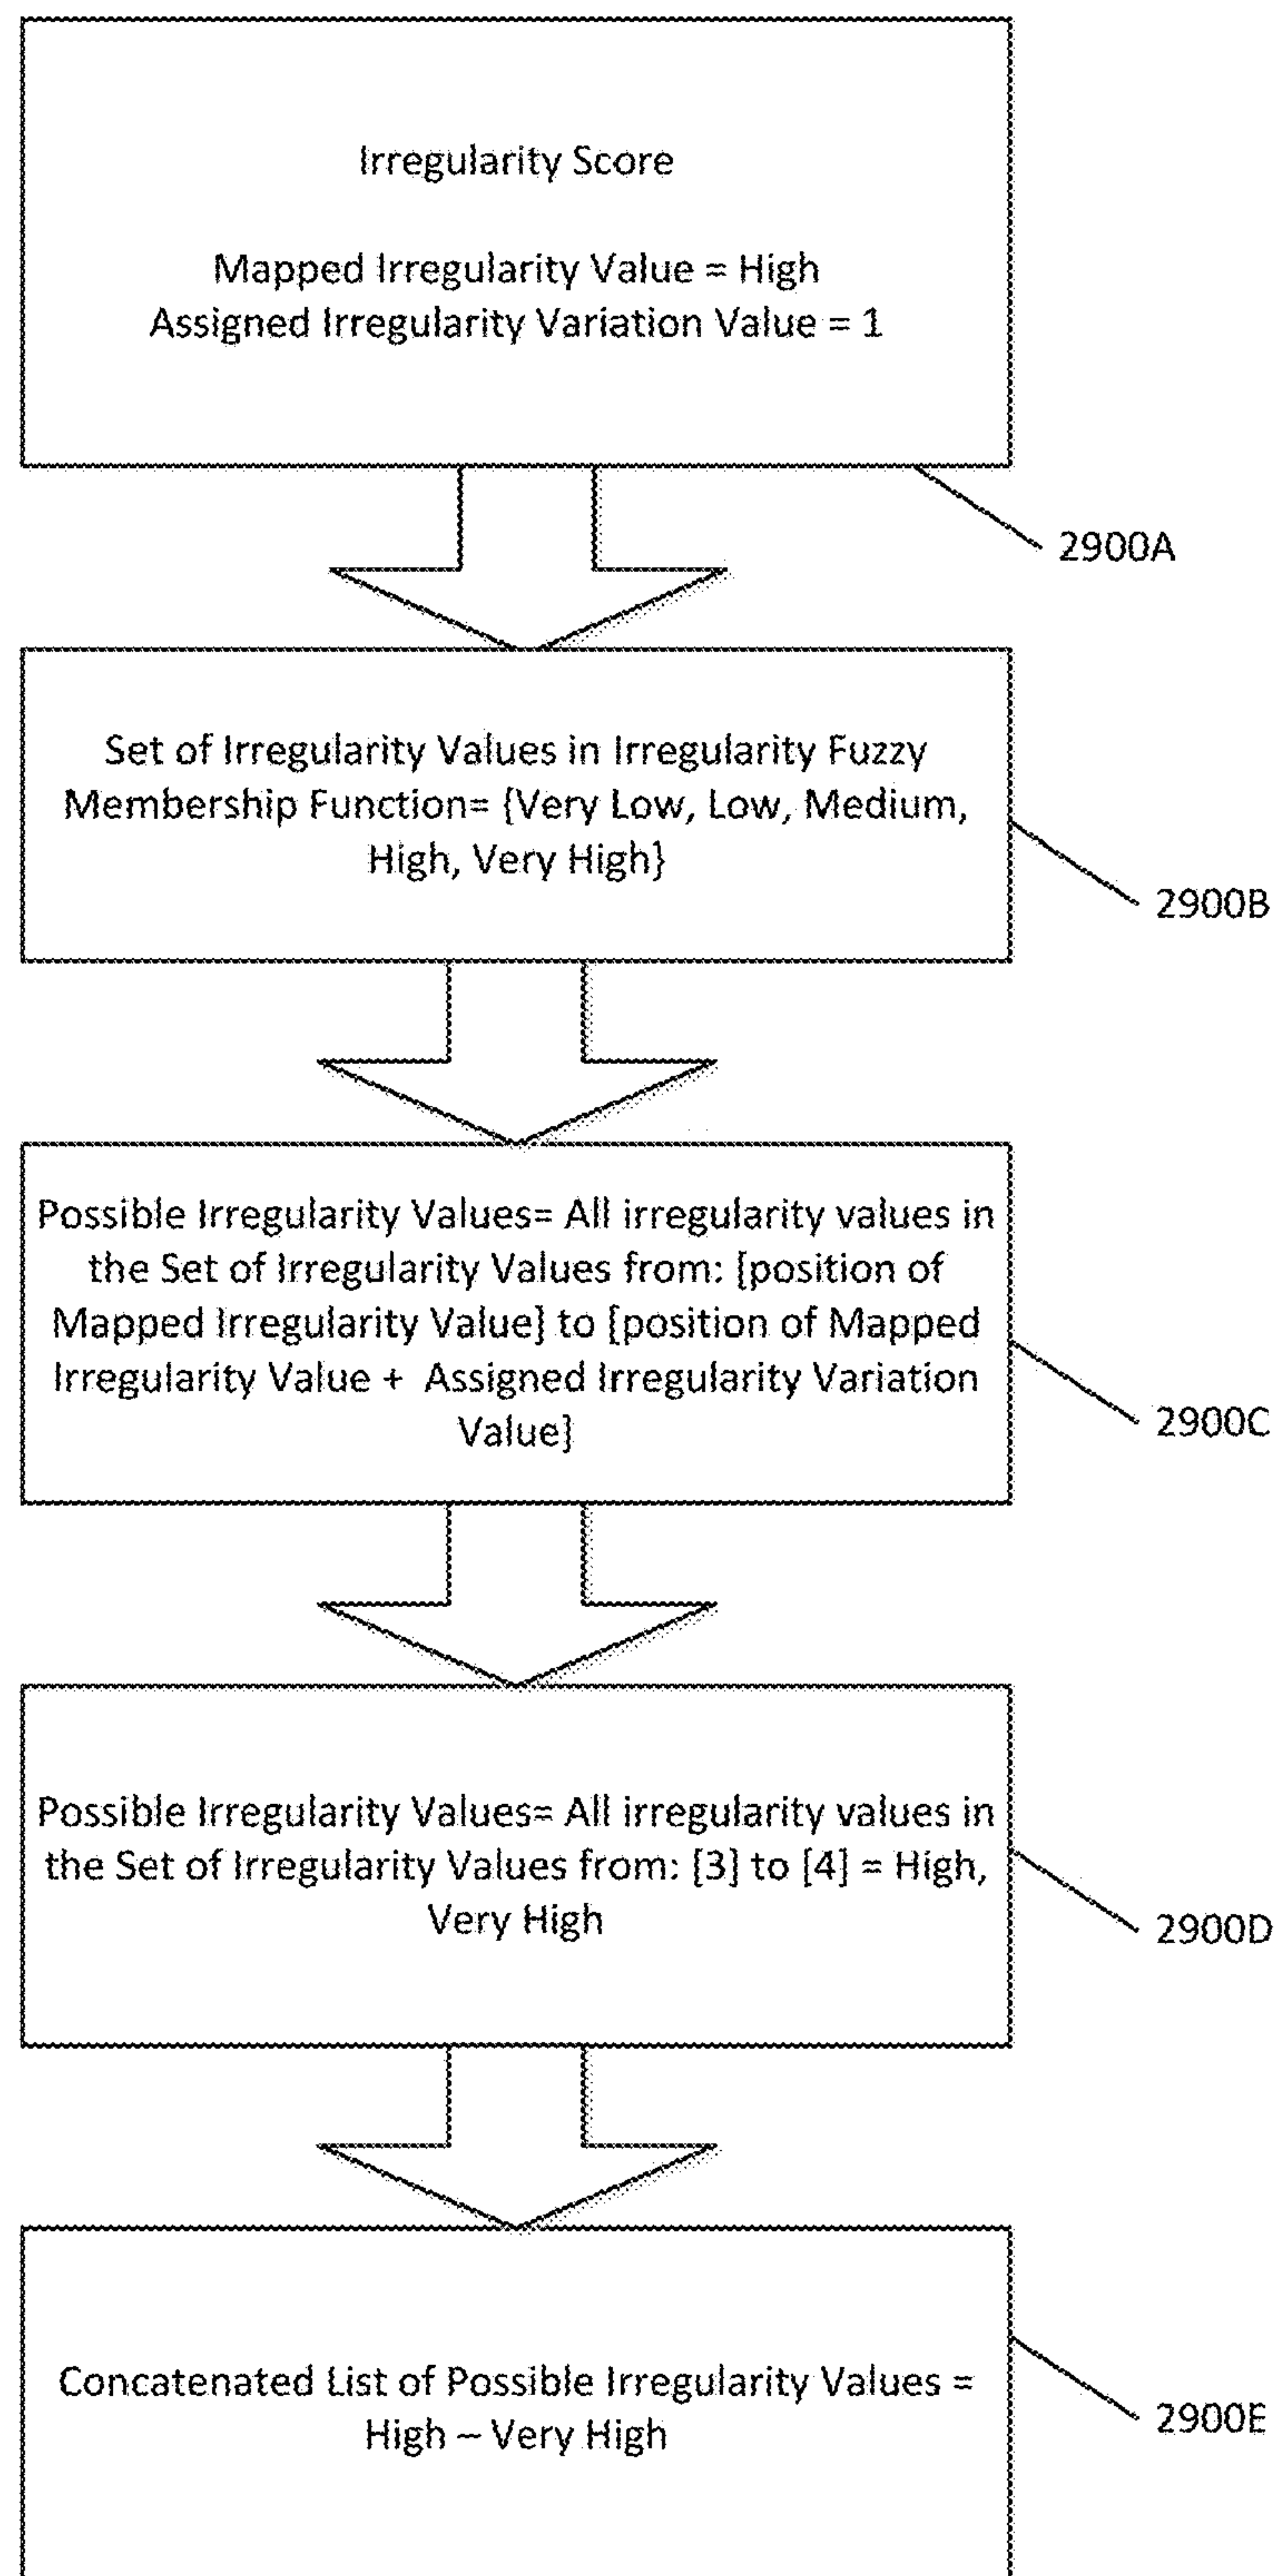 Irregularity Score
Mapped Irregularity Value = High
Assigned Irregularity Variation Value = 1
2900A
Set of Irregularity Values in Irregularity Fuzzy
Membership Function= {Very Low, Low, Medium,
High, Very High}
2900B
Possible Irregularity Values= All irregularity values in
the Set of Irregularity Values from: [position of
Mapped Irregularity Value] to [position of Mapped
Irregularity Value + Assigned Irregularity Variation
Value]
2900C
Possible Irregularity Values= All irregularity values in
the Set of Irregularity Values from: [3] to [4] = High,
Very High
2900D
Concatenated List of Possible Irregularity Values =
High – Very High
2900E